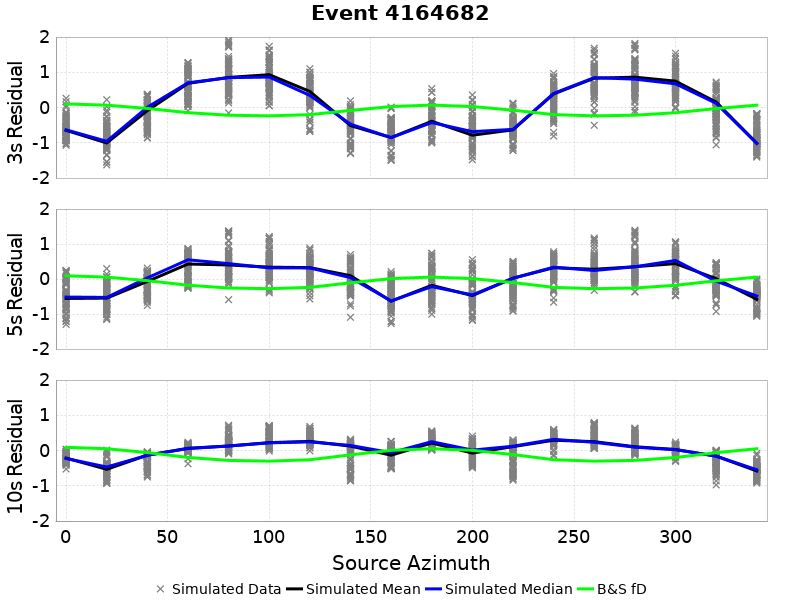 Event 4164682
3s Residual
2
1
0
-1
-2
5s Residual
2
1
0
-1
-2
10s Residual
2
1
0
-1
-2
0 50 100 150 200 250 300
Source Azimuth
Simulated Data Simulated Mean Simulated Median B&S fD